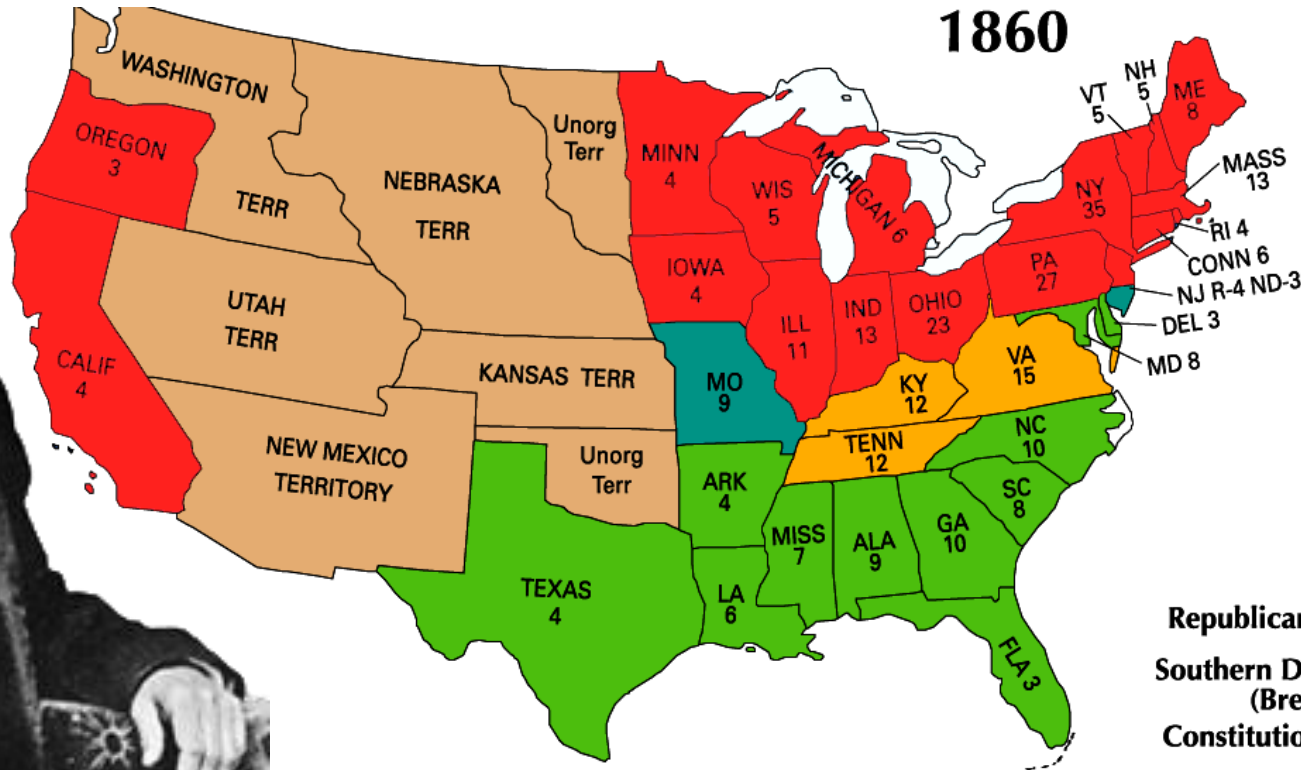 1860
WASHINGTON
TERR
OREGON
3
CALIF
4
UTAH
TERR
NEBRASKA
TERR
Unorg
Terr
KANSAS TERR
NEW MEXICO
TERRITORY
Unorg
Terr
TEXAS
4
MINN
4
IOWA
4
MO
9
ARK
4
LA
6
WIS
5
ILL
11
MICHIGAN 6
IND
13
OHIO
23
KY
12
TENN
12
MISS
7
ALA
9
GA
10
FLA 3
SC
8
NC
10
VA
15
PA
27
NY
35
VT
5
NH
5
ME
8
MASS
13
RI 4
CONN 6
NJ R-4 ND-3
DEL 3
MD 8
Republican
Southern D
(Bre
Constitutio